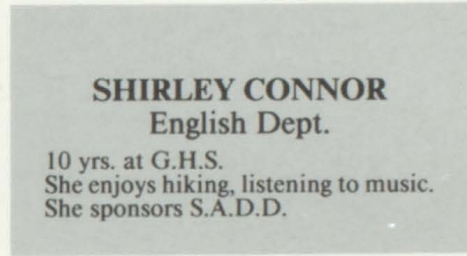 SHIRLEY CONNOR
English Dept.
10 yrs. at G.H.S.
She enjoys hiking, listening to music.
She sponsors S.A.D.D.